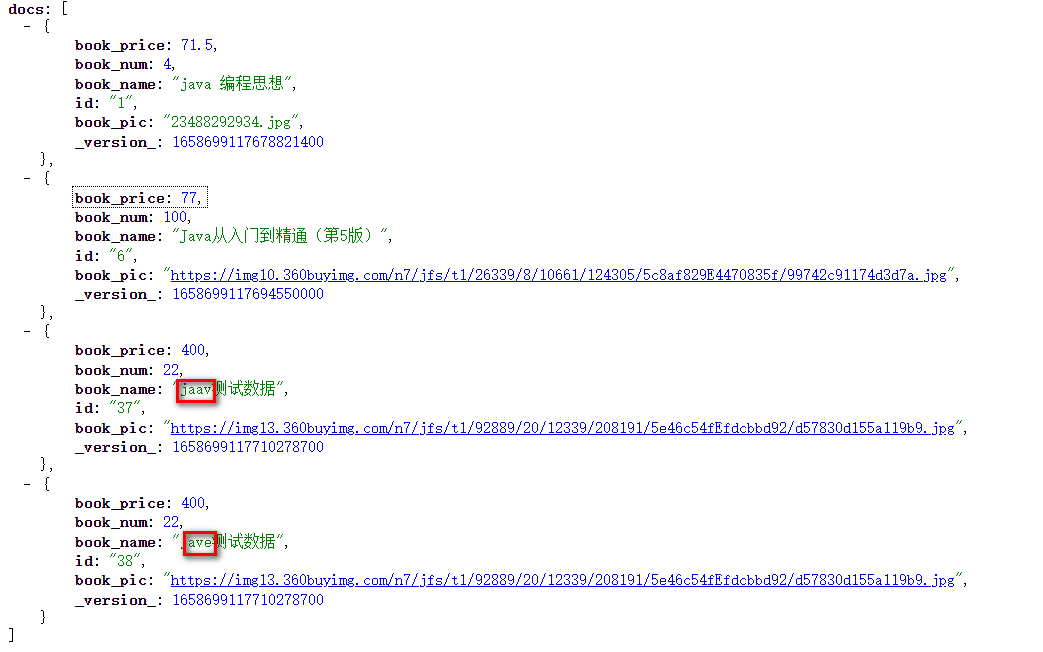 docs: [
- {
book_price: 71.5,
book_num: 4,
book_name: "java 编程思想",
id: "1",
book_pic: "23488292934.jpg",
_version_: 1658699117678821400
},
- {
book_price: 77,
book_num: 100,
book_name: "Java从入门到精通（第5版）",
id: "6",
book_pic: "https://img10.360buyimg.com/n7/jfs/t1/26339/8/10661/124305/5c8af829E4470835f/99742c91174d3d7a.jpg",
_version_: 1658699117694550000
},
- {
book_price: 400,
book_num: 22,
book_name: "jaav测试数据",
id: "37",
book_pic: "https://img13.360buyimg.com/n7/jfs/t1/92889/20/12339/208191/5e46c54fEfdcbbd92/d57830d155a119b9.jpg",
_version_: 1658699117710278700
},
- {
book_price: 400,
book_num: 22,
book_name: "jave测试数据",
id: "38",
book_pic: "https://img13.360buyimg.com/n7/jfs/t1/92889/20/12339/208191/5e46c54fEfdcbbd92/d57830d155a119b9.jpg",
_version_: 1658699117710278700
}
]